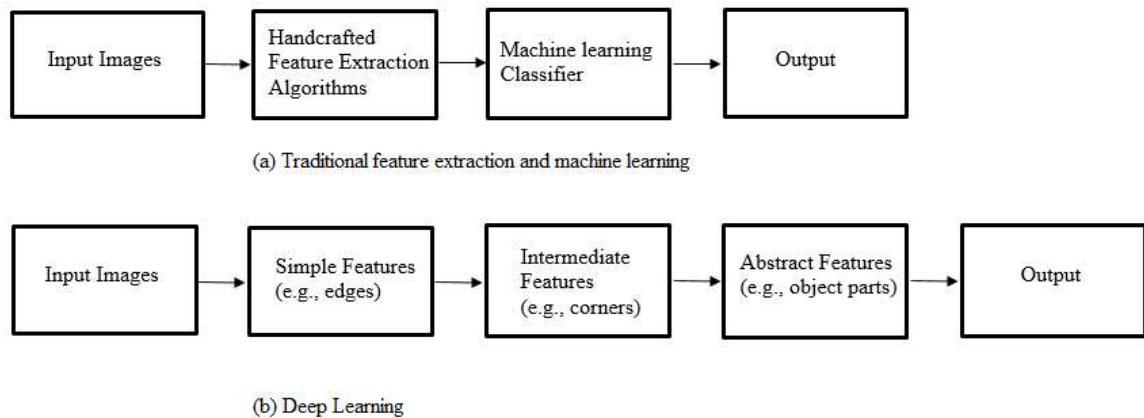 Input Images
Handcrafted
Feature Extraction
Algorithms
Machine learning
Classifier
Output
(a) Traditional feature extraction and machine learning
Input Images
Simple Features
(e.g., edges)
Intermediate
Features
(e.g., corners)
Abstract Features
(e.g., object parts)
Output
(b) Deep Learning